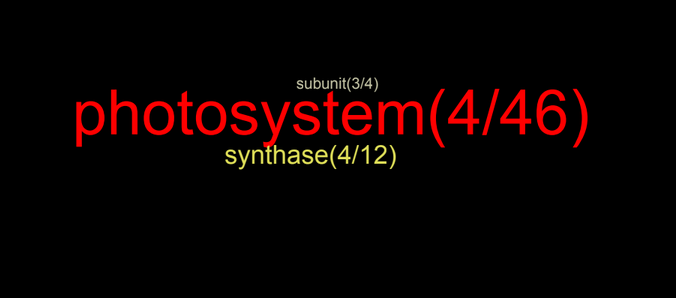 subunit(3/4)
photosystem(4/46)
synthase(4/12)